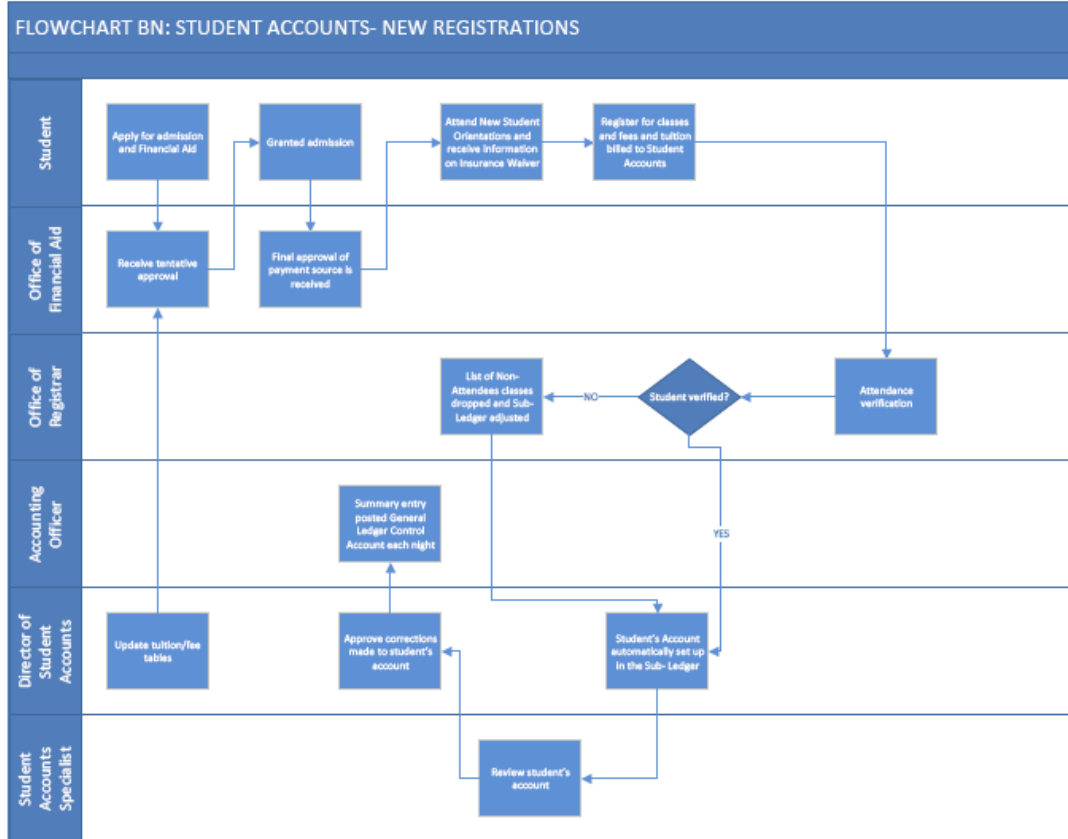 FLOWCHART BN: STUDENT ACCOUNTS- NEW REGISTRATIONS
Student
Apply for admission
and Financial Aid
Granted admission
Attend New Student
Orientations and
receive information
on Insurance Waiver
Register for classes
and fees and tuition
billed to Student
Accounts
Office of
Financial Aid
Receive tentative
approval
Final approval of
payment source is
received
Office of
Registrar
List of Non-
Attendees classes
dropped and Sub-
Ledger adjusted
NO
Student verified?
Attendance
verification
Accounting
Officer
Summary entry
posted General
Ledger Control
Account each night
YES
Director of
Student
Accounts
Update tuition/fee
tables
Approve corrections
made to student's
account
Student's Account
automatically set up
in the Sub- Ledger
Student
Accounts
Specialist
Review student's
account